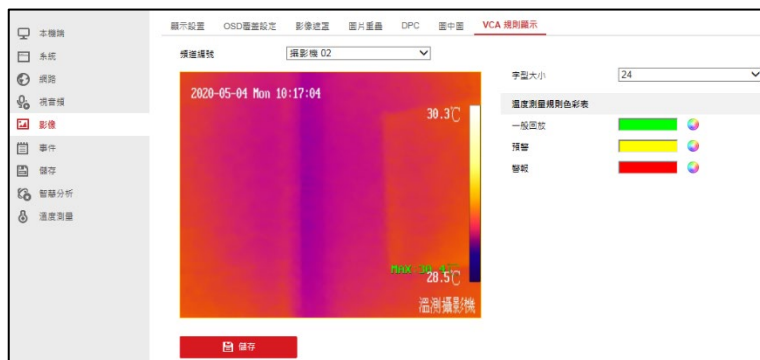 顯示設置 OSD覆蓋設定 影像遮罩 圖片重疊 DPC 圖中圖 VCA 規則顯示
本機端
系統
網路
視音頻
影像
事件
儲存
智慧分析
溫度測量
頻道編號 攝影機 02
2020-05-04 Mon 10:17:04
30.3℃
MAX 30.4℃
28.5℃
溫測攝影機
儲存
字型大小 24
溫度測量規則色彩表
一般回放
預警
警報